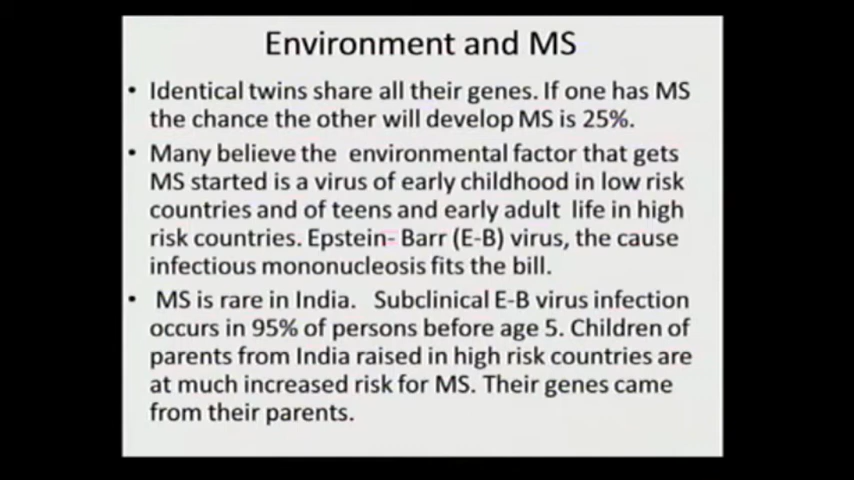 Environment and MS
• Identical twins share all their genes. If one has MS
the chance the other will develop MS is 25%.
• Many believe the environmental factor that gets
MS started is a virus of early childhood in low risk
countries and of teens and early adult life in high
risk countries. Epstein- Barr (E-B) virus, the cause
infectious mononucleosis fits the bill.
• MS is rare in India. Subclinical E-B virus infection
occurs in 95% of persons before age 5. Children of
parents from India raised in high risk countries are
at much increased risk for MS. Their genes came
from their parents.